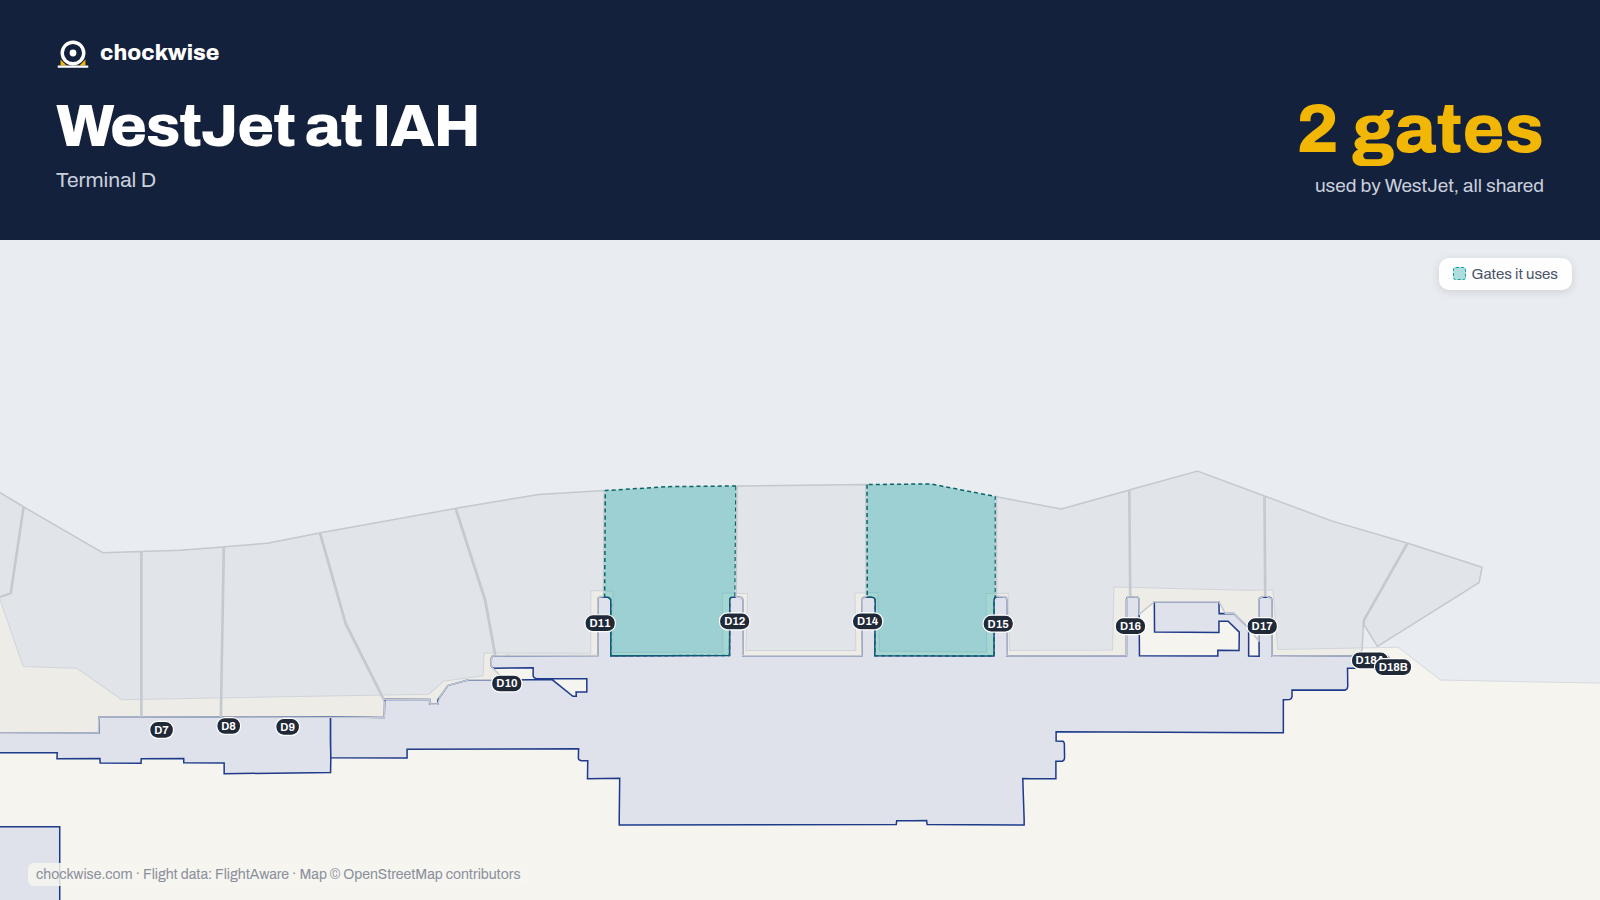 chockwise
WestJet at IAH
Terminal D
2 gates
used by WestJet, all shared
Gates it uses
D11
D12
D14
D15
D16
D17
D18A
D18B
D10
D7
D8
D9
chockwise.com · Flight data: FlightAware · Map © OpenStreetMap contributors